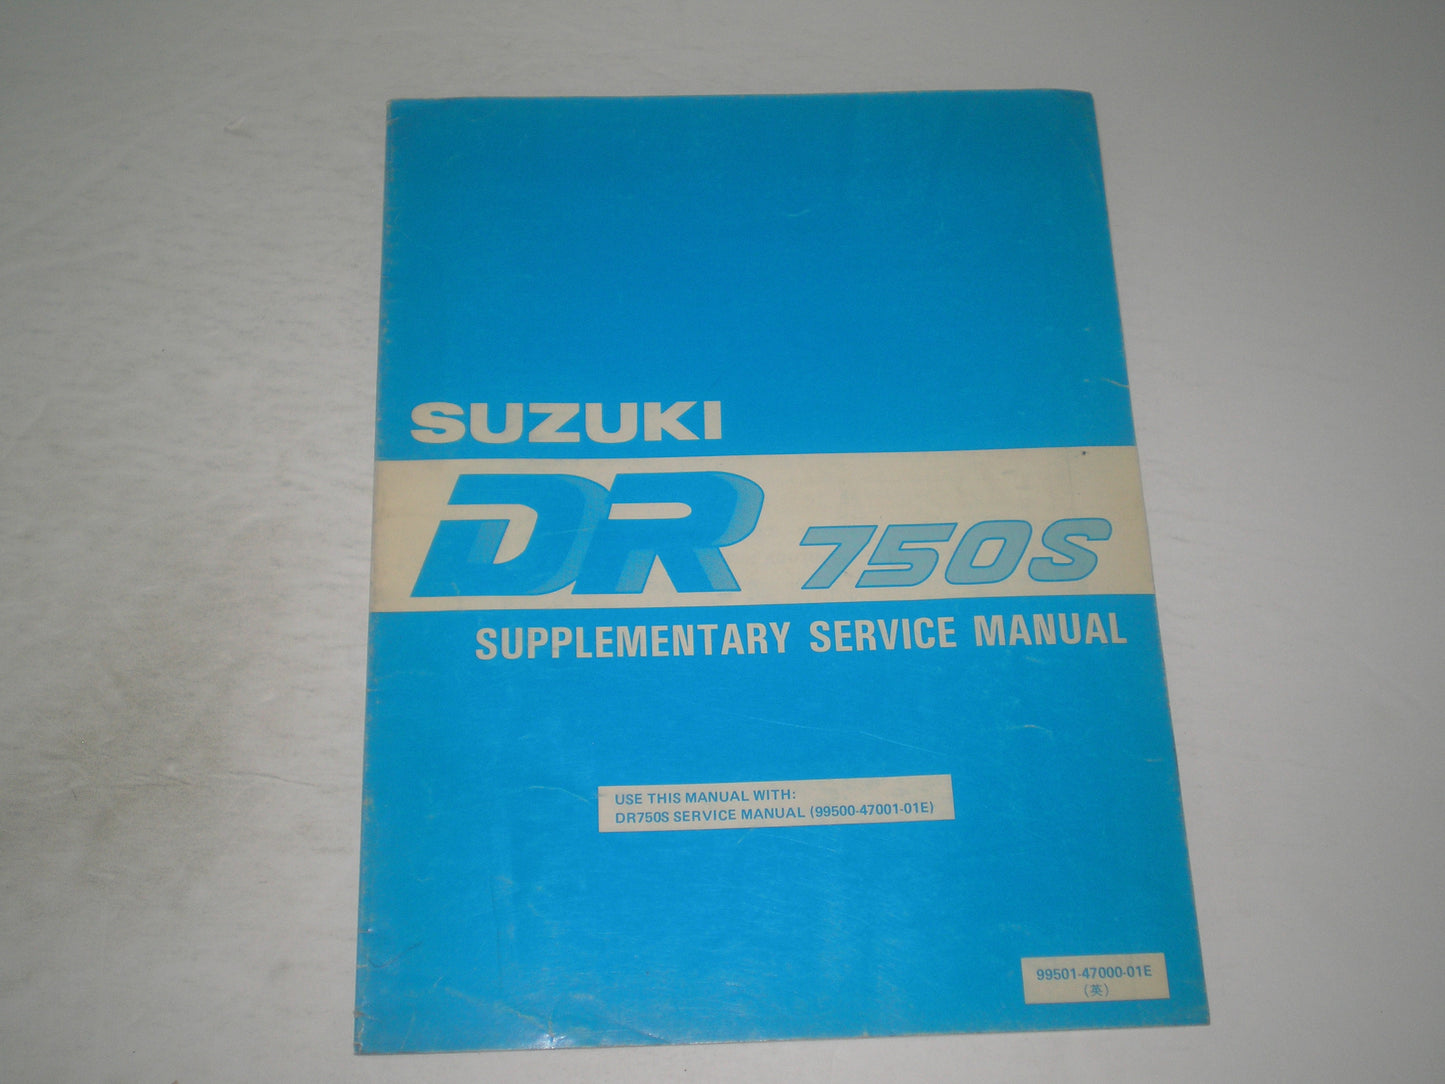 SUZUKI
DR 750S
SUPPLEMENTARY SERVICE MANUAL
USE THIS MANUAL WITH:
DR750S SERVICE MANUAL (99500-47001-01E)
99501-47000-01E
(英)